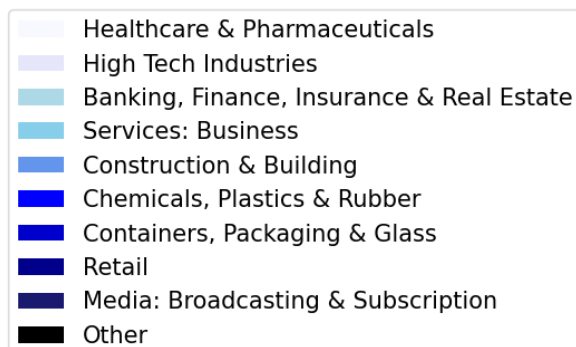 Healthcare & Pharmaceuticals
High Tech Industries
Banking, Finance, Insurance & Real Estate
Services: Business
Construction & Building
Chemicals, Plastics & Rubber
Containers, Packaging & Glass
Retail
Media: Broadcasting & Subscription
Other